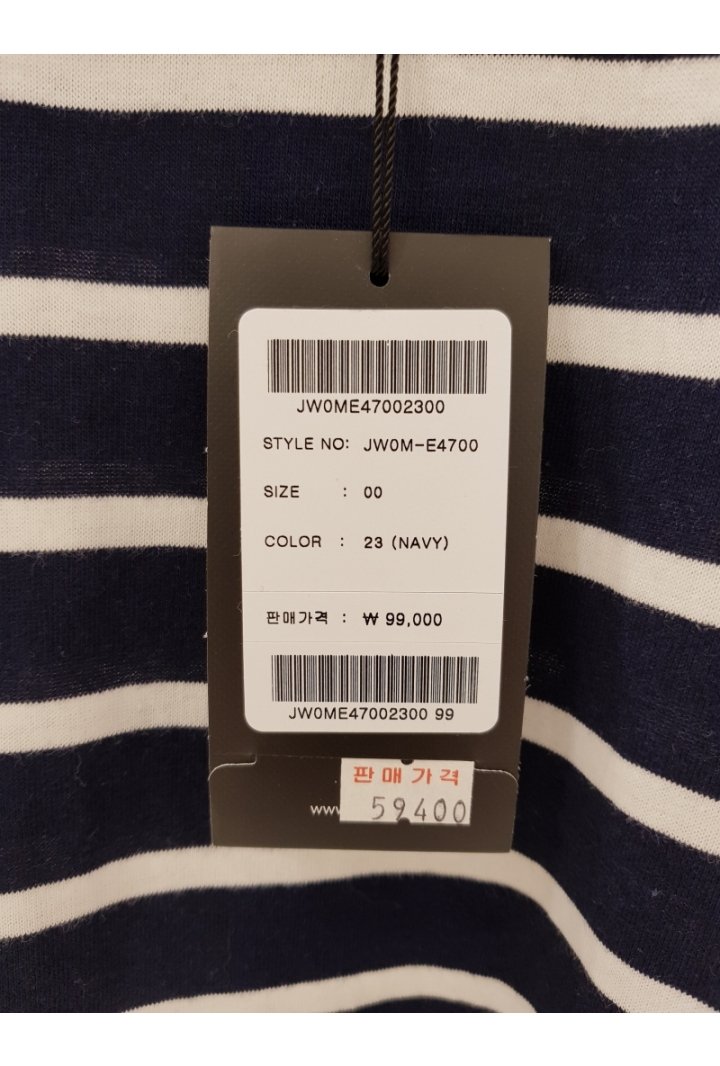 JW0ME47002300
STYLE NO: JW0M-E4700
SIZE : 00
COLOR : 23 (NAVY)
판매가격 : ₩ 99,000
JW0ME47002300 99
판매가격
www.
59400